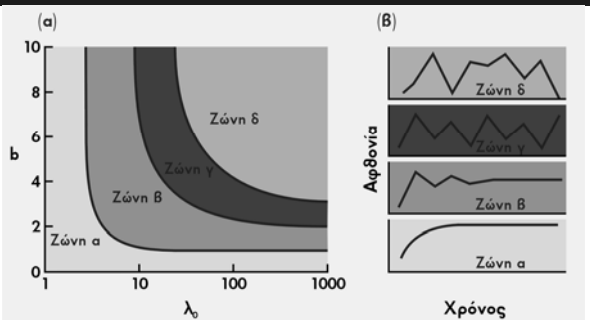 (α)
10
8
6
4
2
0
σ
Ζώνη δ
Ζώνη γ
Ζώνη β
Ζώνη α
1
10
100
1000
λ₀
(β)
Αφθονία
Ζώνη δ
Ζώνη γ
Ζώνη β
Ζώνη α
Χρόνος